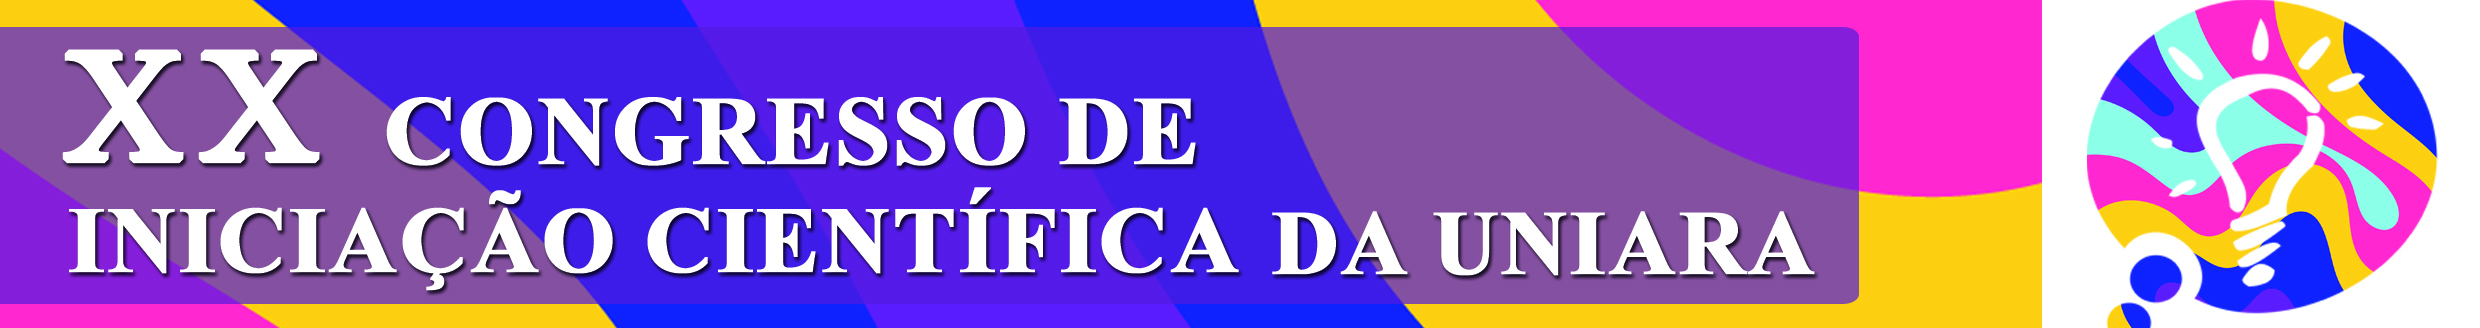 XX CONGRESSO DE
INICIAÇÃO CIENTÍFICA DA UNIARA